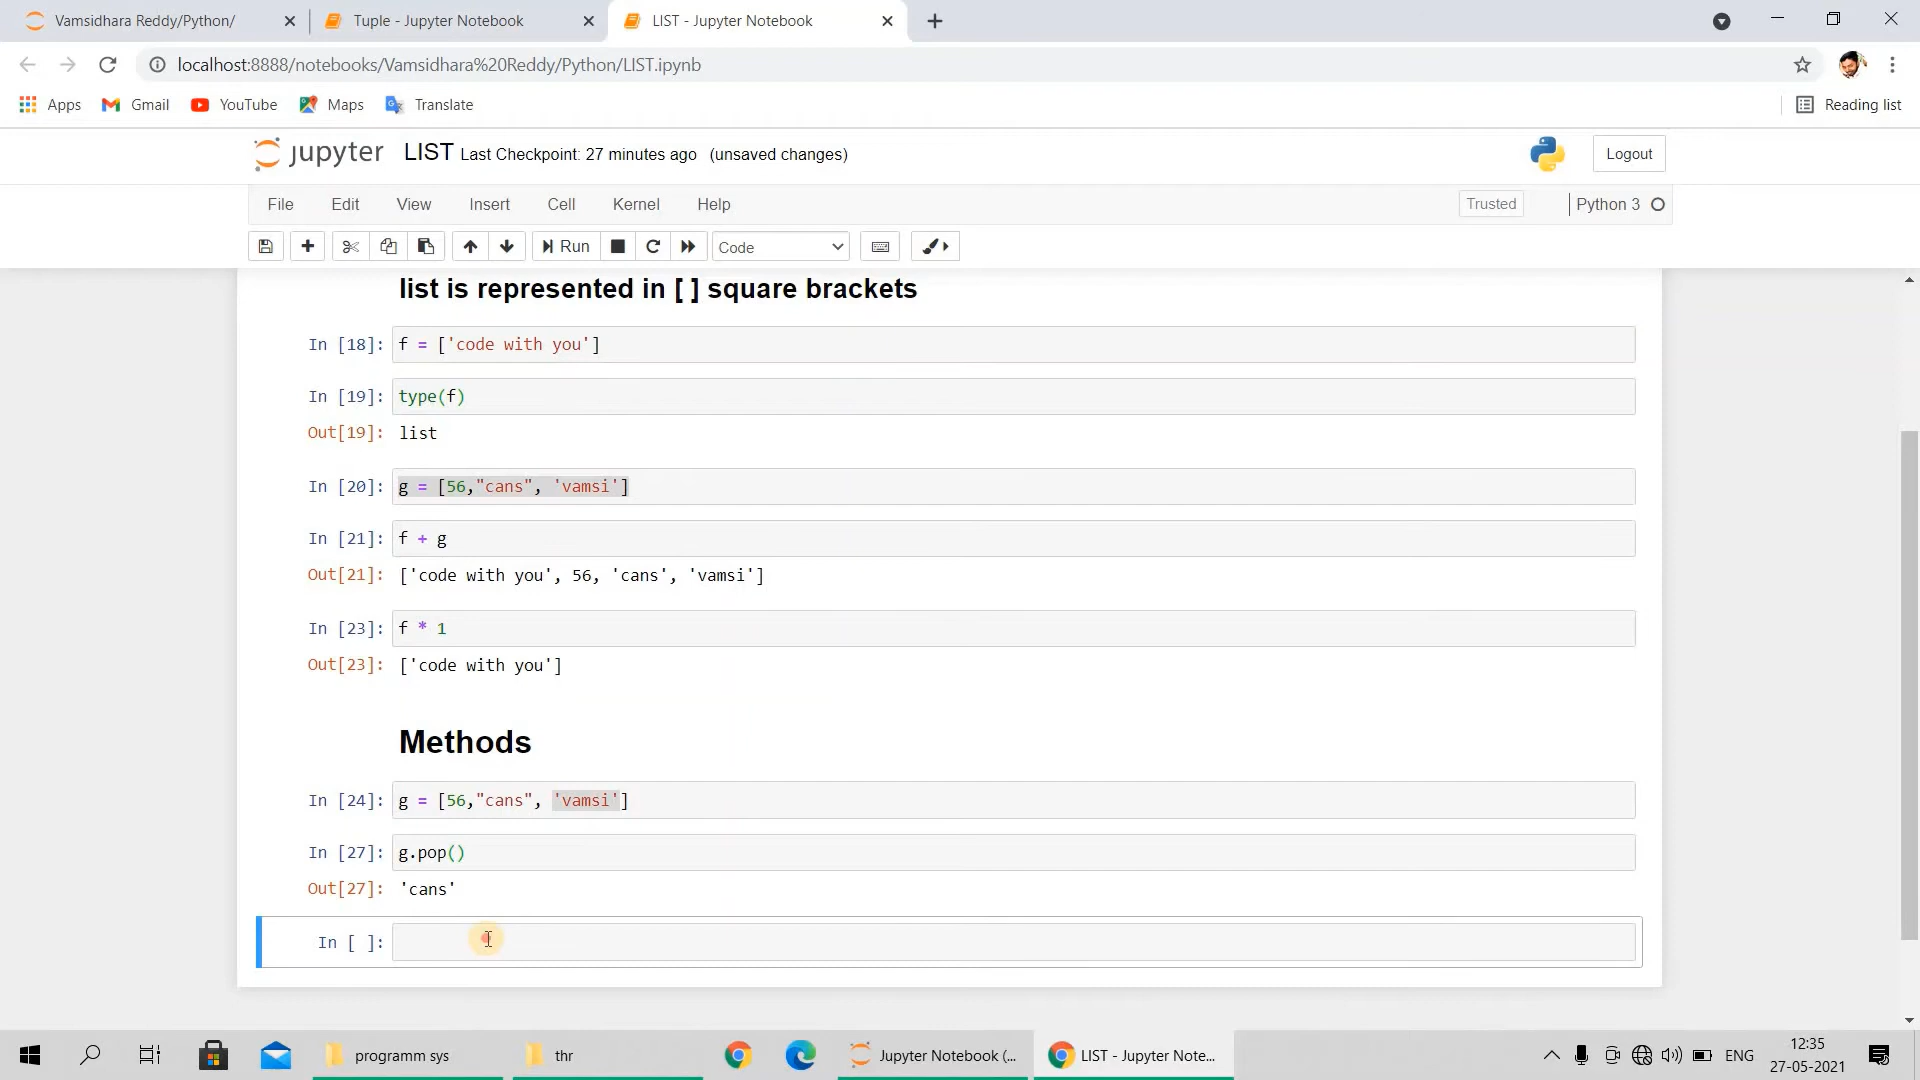 Vamsidhara Reddy/Python/
Tuple - Jupyter Notebook
LIST - Jupyter Notebook
localhost:8888/notebooks/Vamsidhara%20Reddy/Python/LIST.ipynb
Apps Gmail YouTube Maps Translate Reading list
jupyter LIST Last Checkpoint: 27 minutes ago (unsaved changes) Logout
File Edit View Insert Cell Kernel Help Trusted Python 3
Run Code
list is represented in [ ] square brackets
In [18]: f = ['code with you']
In [19]: type(f)
Out[19]: list
In [20]: g = [56,"cans", 'vamsi']
In [21]: f + g
Out[21]: ['code with you', 56, 'cans', 'vamsi']
In [23]: f * 1
Out[23]: ['code with you']
Methods
In [24]: g = [56,"cans", 'vamsi']
In [27]: g.pop()
Out[27]: 'cans'
In [ ]:
programm sys
thr
Jupyter Notebook (...
LIST - Jupyter Note...
ENG
12:35
27-05-2021